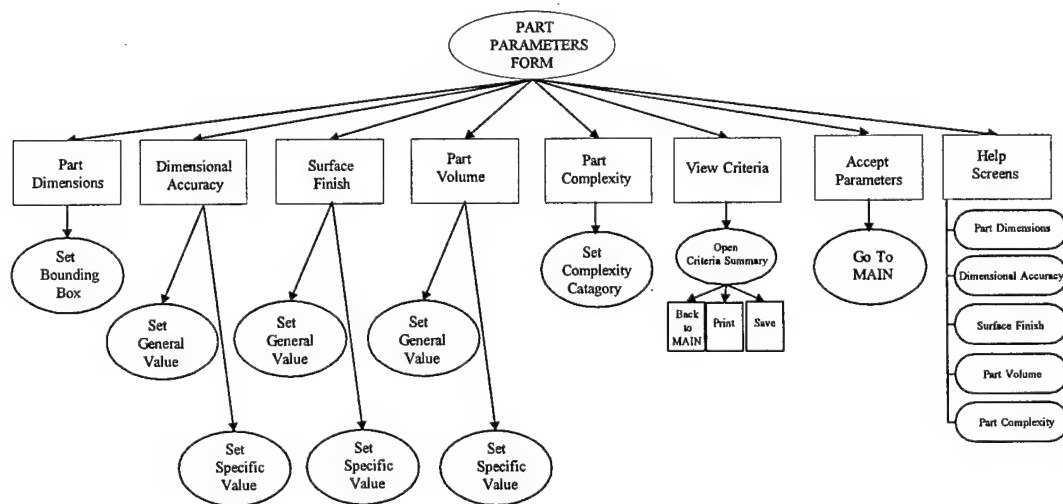 PART
PARAMETERS
FORM
Part
Dimensions
Dimensional
Accuracy
Surface
Finish
Part
Volume
Part
Complexity
View Criteria
Accept
Parameters
Help
Screens
Set
Bounding
Box
Set
General
Value
Set
General
Value
Set
General
Value
Set
Complexity
Catagory
Open
Criteria Summary
Back
to
MAIN
Print
Save
Go To
MAIN
Part Dimensions
Dimensional Accuracy
Surface Finish
Part Volume
Part Complexity
Set
Specific
Value
Set
Specific
Value
Set
Specific
Value